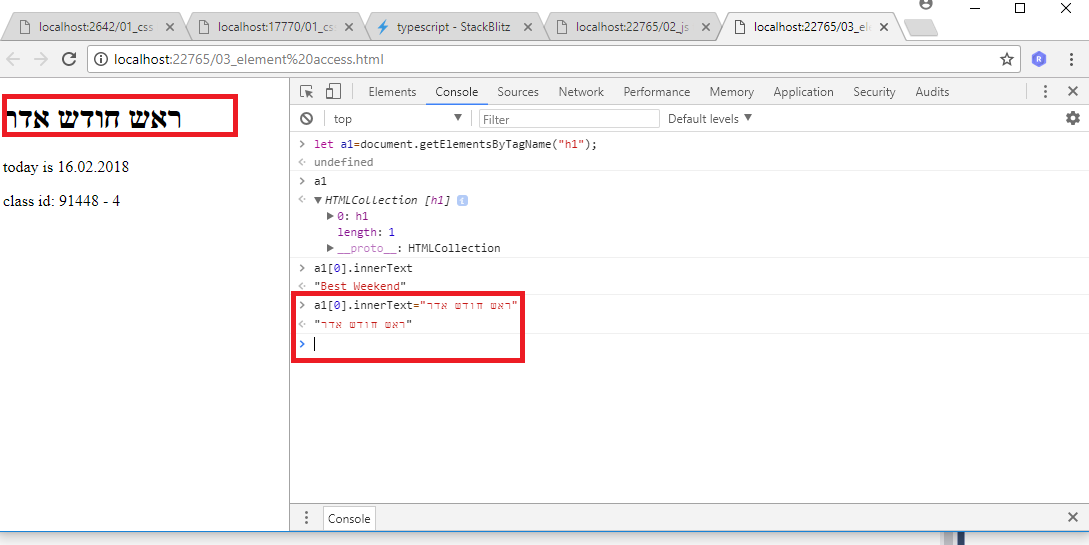 localhost:2642/01_css
localhost:17770/01_cs
typescript - StackBlitz
localhost:22765/02_js
localhost:22765/03_ele
localhost:22765/03_element%20access.html
R
Elements Console Sources Network Performance Memory Application Security Audits
top Filter Default levels
ראש חודש אדר
today is 16.02.2018
class id: 91448 - 4
let a1=document.getElementsByTagName("h1");
undefined
a1
HTMLCollection [h1] i
0: h1
length: 1
__proto__: HTMLCollection
a1[0].innerText
"Best Weekend"
a1[0].innerText="ראש חודש אדר"
"ראש חודש אדר"
Console